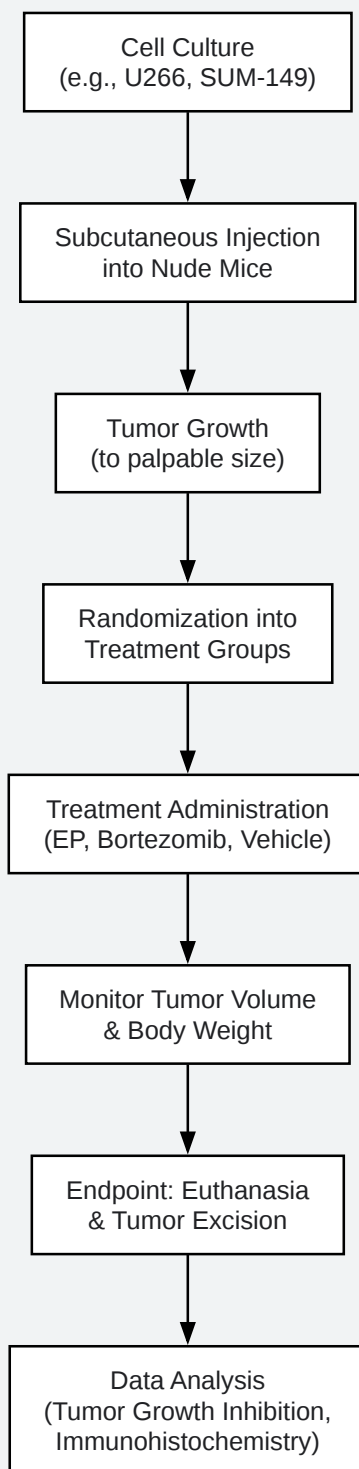 Cell Culture
(e.g., U266, SUM-149)
Subcutaneous Injection
into Nude Mice
Tumor Growth
(to palpable size)
Randomization into
Treatment Groups
Treatment Administration
(EP, Bortezomib, Vehicle)
Monitor Tumor Volume
& Body Weight
Endpoint: Euthanasia
& Tumor Excision
Data Analysis
(Tumor Growth Inhibition,
Immunohistochemistry)